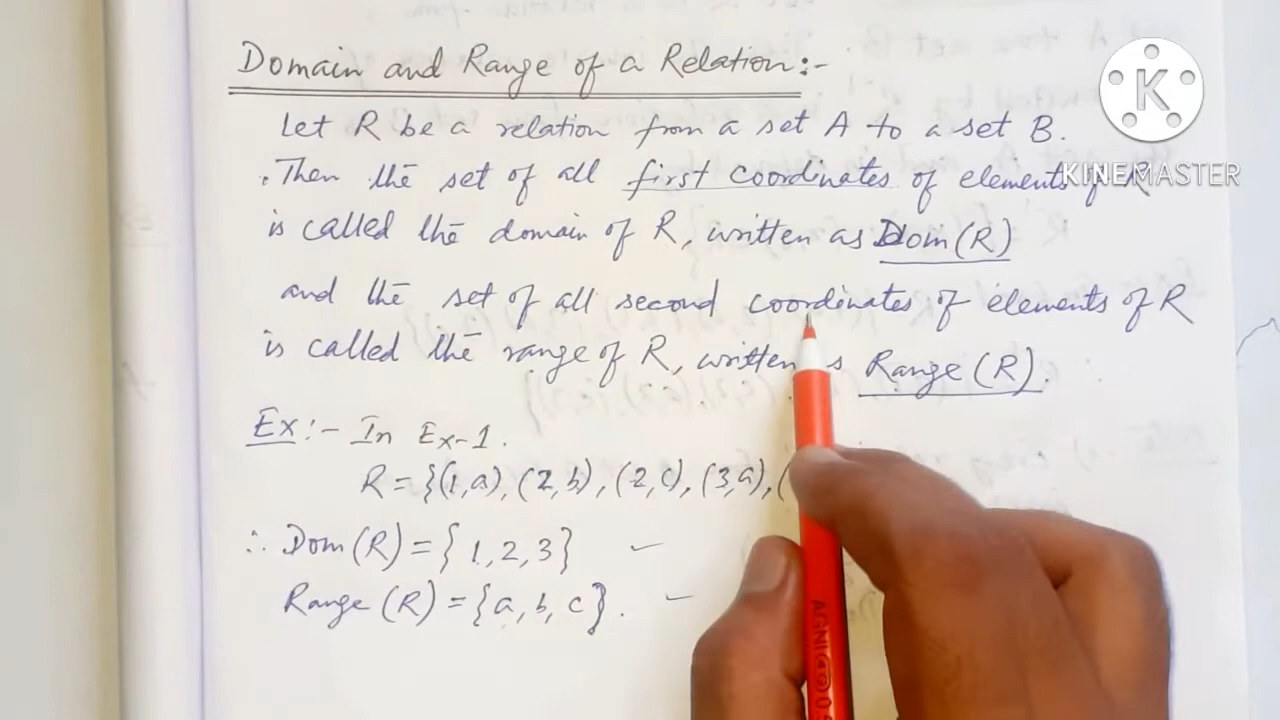 Domain and Range of a Relation:-
Let R be a relation from a set A to a set B.
Then the set of all first coordinates of elements of R
is called the domain of R, written as Dom(R)
and the set of all second coordinates of elements of R
is called the range of R, written s Range (R).
Ex:- In Ex-1.
R = {(1,a), (2,b), (2,c), (3,a), (
∴ Dom (R) = {1, 2, 3}
Range (R) = {a, b, c}.
K
KINEMASTER
AGNI